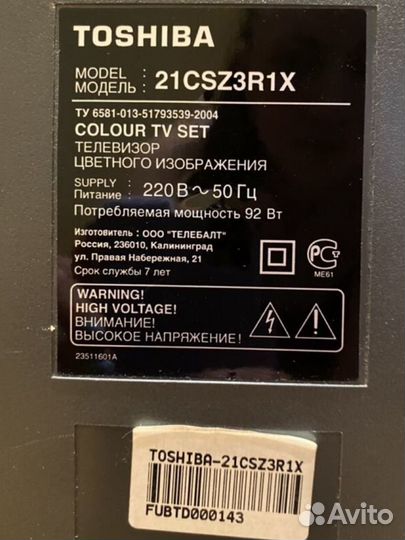 TOSHIBA
MODEL :
МОДЕЛЬ : 21CSZ3R1X
ТУ 6581-013-51793539-2004
COLOUR TV SET
ТЕЛЕВИЗОР
ЦВЕТНОГО ИЗОБРАЖЕНИЯ
SUPPLY :
Питание : 220 В ~ 50 Гц
Потребляемая мощность 92 Вт
Изготовитель : ООО "ТЕЛЕБАЛТ"
Россия, 236010, Калининград
ул. Правая Набережная, 21
Срок службы 7 лет
РС
МЕ61
WARNING!
HIGH VOLTAGE!
ВНИМАНИЕ!
ВЫСОКОЕ НАПРЯЖЕНИЕ!
23511601A
TOSHIBA-21CSZ3R1X
FUBTD000143
Avito